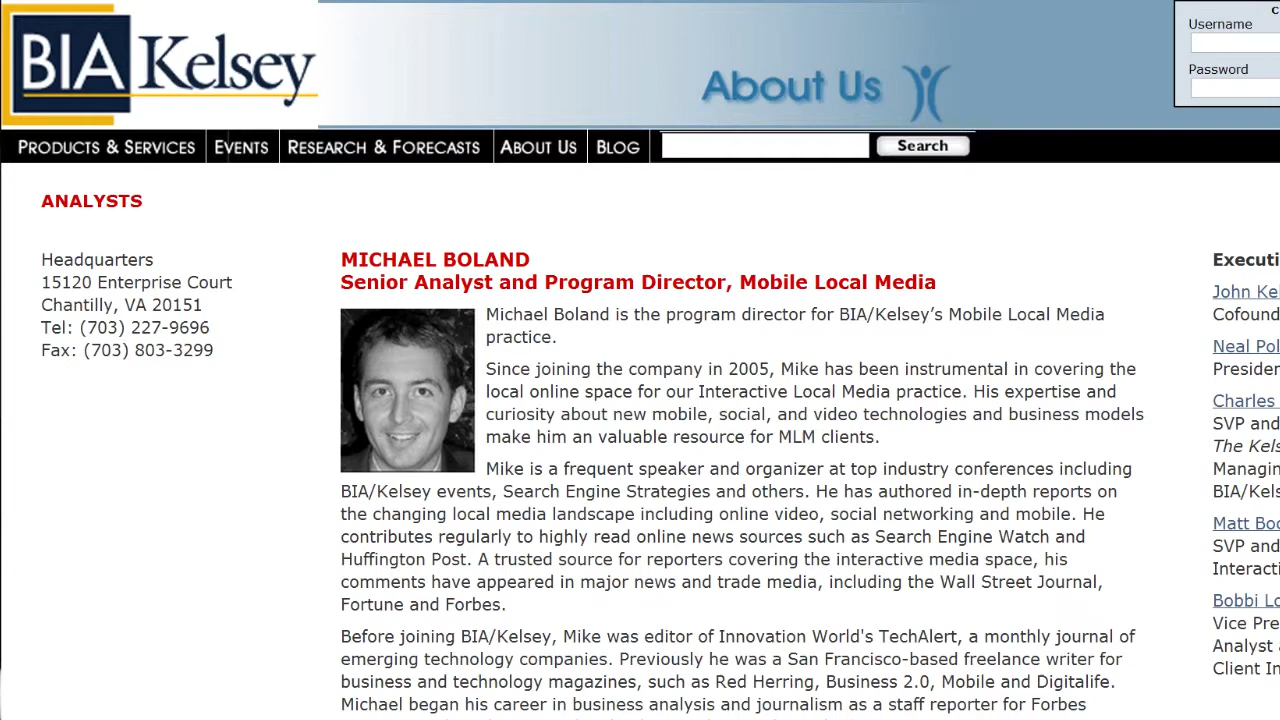 BIA Kelsey
About Us
C
Username
Password
PRODUCTS & SERVICES EVENTS RESEARCH & FORECASTS ABOUT US BLOG Search
ANALYSTS
Headquarters
15120 Enterprise Court
Chantilly, VA 20151
Tel: (703) 227-9696
Fax: (703) 803-3299
MICHAEL BOLAND
Senior Analyst and Program Director, Mobile Local Media
Michael Boland is the program director for BIA/Kelsey’s Mobile Local Media
practice.
Since joining the company in 2005, Mike has been instrumental in covering the
local online space for our Interactive Local Media practice. His expertise and
curiosity about new mobile, social, and video technologies and business models
make him an valuable resource for MLM clients.
Mike is a frequent speaker and organizer at top industry conferences including
BIA/Kelsey events, Search Engine Strategies and others. He has authored in-depth reports on
the changing local media landscape including online video, social networking and mobile. He
contributes regularly to highly read online news sources such as Search Engine Watch and
Huffington Post. A trusted source for reporters covering the interactive media space, his
comments have appeared in major news and trade media, including the Wall Street Journal,
Fortune and Forbes.
Before joining BIA/Kelsey, Mike was editor of Innovation World's TechAlert, a monthly journal of
emerging technology companies. Previously he was a San Francisco-based freelance writer for
business and technology magazines, such as Red Herring, Business 2.0, Mobile and Digitalife.
Michael began his career in business analysis and journalism as a staff reporter for Forbes
Executi
John Kel
Cofound
Neal Pol
Presiden
Charles
SVP and
The Kels
Managin
BIA/Kels
Matt Boo
SVP and
Interacti
Bobbi Lo
Vice Pre
Analyst a
Client In